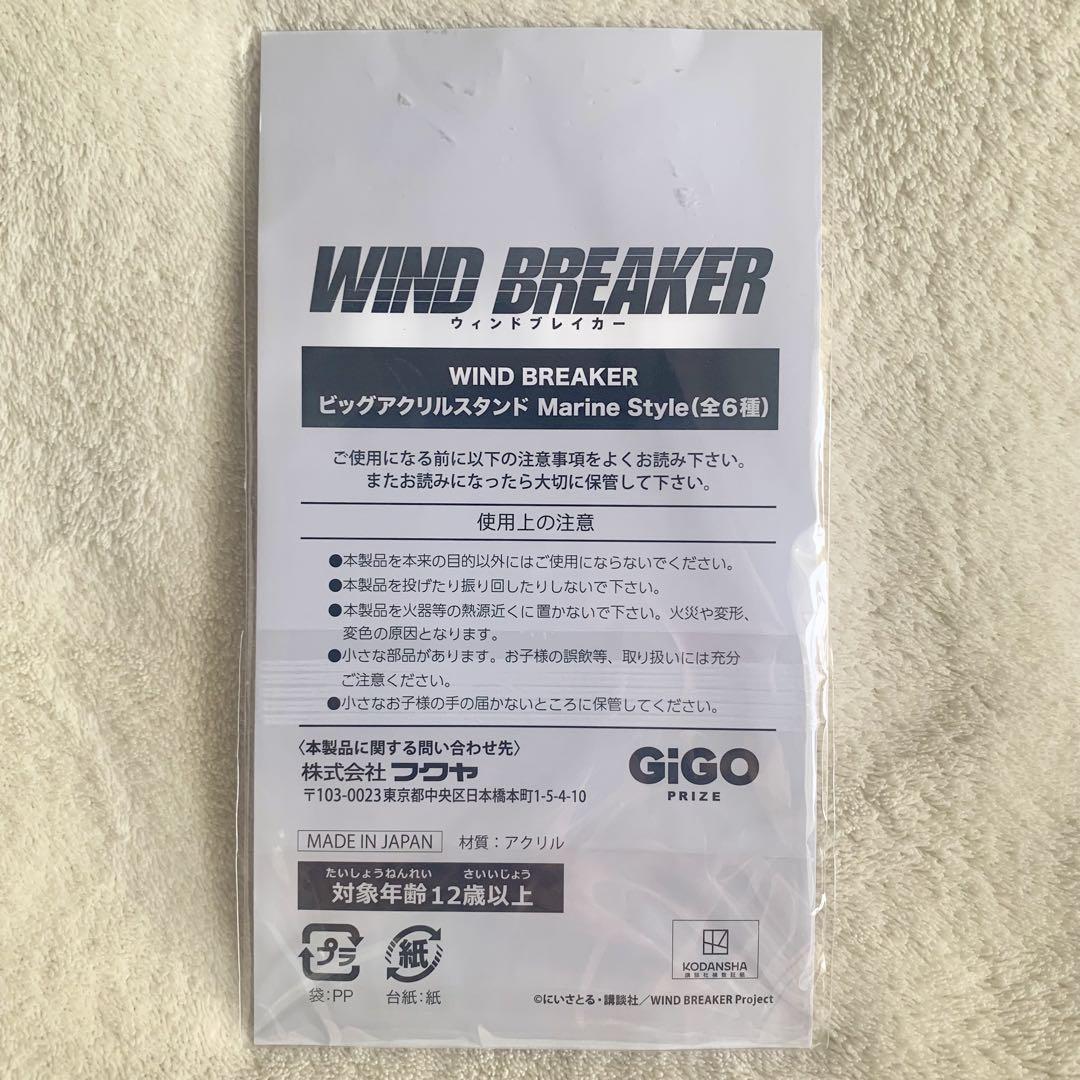 WIND BREAKER
ウィンドブレイカー
WIND BREAKER
ビッグアクリルスタンド Marine Style(全6種)
ご使用になる前に以下の注意事項をよくお読み下さい。
またお読みになったら大切に保管して下さい。
使用上の注意
●本製品を本来の目的以外にはご使用にならないでください。
●本製品を投げたり振り回したりしないで下さい。
●本製品を火器等の熱源近くに置かないで下さい。火災や変形、
変色の原因となります。
●小さな部品があります。お子様の誤飲等、取り扱いには充分
ご注意ください。
●小さなお子様の手の届かないところに保管してください。
〈本製品に関する問い合わせ先〉
株式会社フクヤ
〒103-0023東京都中央区日本橋本町1-5-4-10
GiGO
PRIZE
MADE IN JAPAN 材質：アクリル
たいしょうねんれい さいいじょう
対象年齢12歳以上
プラ
紙
袋：PP
台紙：紙
KODANSHA
講談社複製証紙
©にいさとる・講談社／WIND BREAKER Project